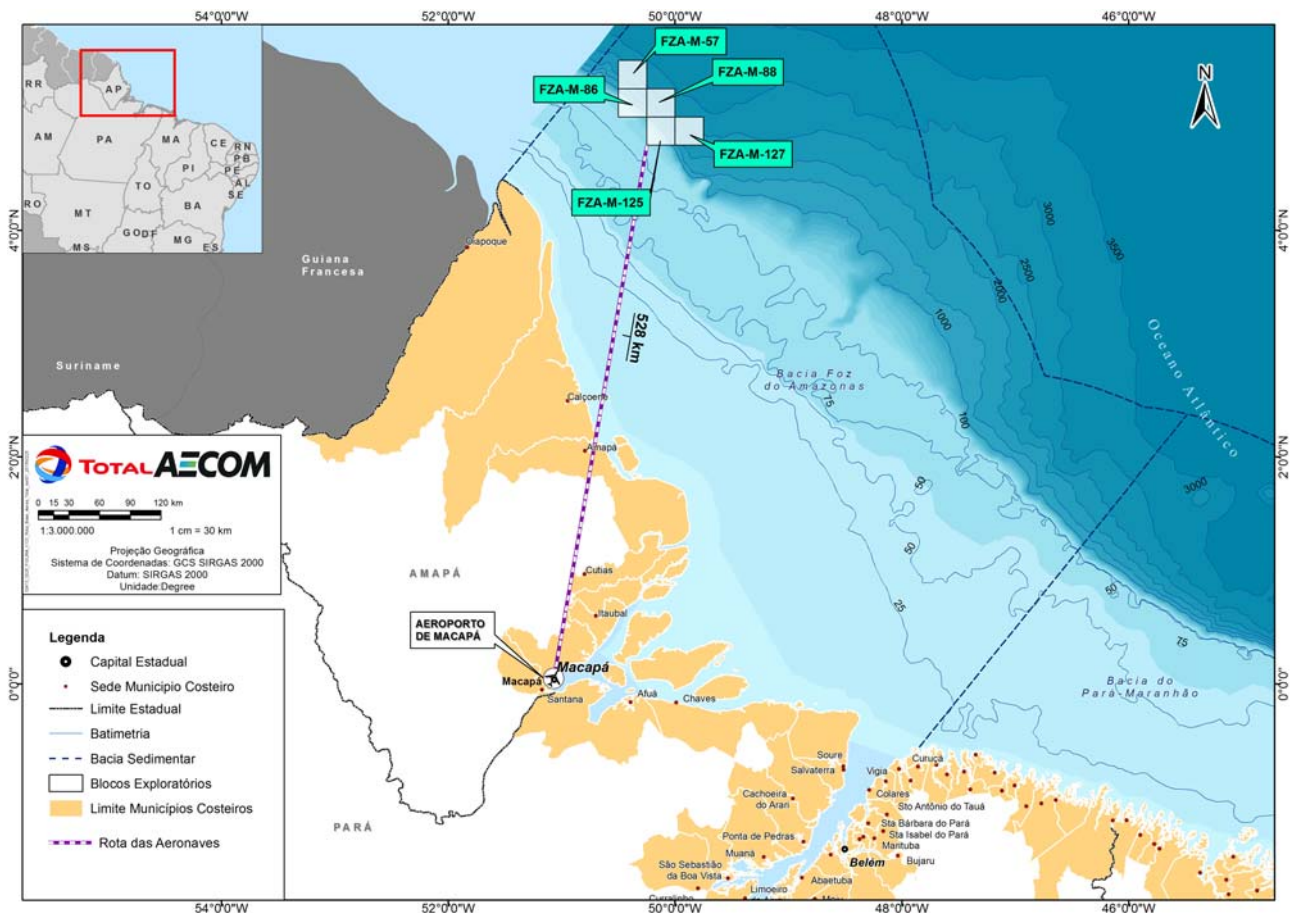 54°0'0"W
52°0'0"W
50°0'0"W
48°0'0"W
46°0'0"W
RR
AP
AM
PA
MA
CE
RN
PB
PE
AL
SE
PI
TO
BA
RO
MT
GO
DF
MS
MG
ES
FZA-M-57
FZA-M-88
FZA-M-86
FZA-M-127
FZA-M-125
N
4°0'0"N
4°0'0"N
Oiapoque
Guiana
Francesa
Suriname
3000
3500
2500
2000
1000
528 km
Oceano Atlântico
Bacia Foz
do Amazonas
75
100
Calçoene
Amapá
2°0'0"N
2°0'0"N
50
3000
50
25
50
75
TOTAL AECOM
0 15 30 60 90 120 km
1:3.000.000 1 cm = 30 km
Projeção Geográfica
Sistema de Coordenadas: GCS SIRGAS 2000
Datum: SIRGAS 2000
Unidade:Degree
AMAPÁ
Cutias
Itaubal
AEROPORTO
DE MACAPÁ
Macapá
Macapá
Santana
Afuá
Chaves
0°0'0"
0°0'0"
Bacia do
Pará-Maranhão
Legenda
Capital Estadual
Sede Municipio Costeiro
Limite Estadual
Batimetria
Bacia Sedimentar
Blocos Exploratórios
Limite Municípios Costeiros
Rota das Aeronaves
PARÁ
Soure
Salvaterra
Vigia
Curuçá
Cachoeira
do Arari
Colares
Sto Antônio do Tauá
Ponta de Pedras
Sta Bárbara do Pará
Sta Isabel do Pará
Muaná
Marituba
Belém
Bujaru
São Sebastião
da Boa Vista
Limoeiro
Abaetuba
54°0'0"W
52°0'0"W
50°0'0"W
48°0'0"W
46°0'0"W